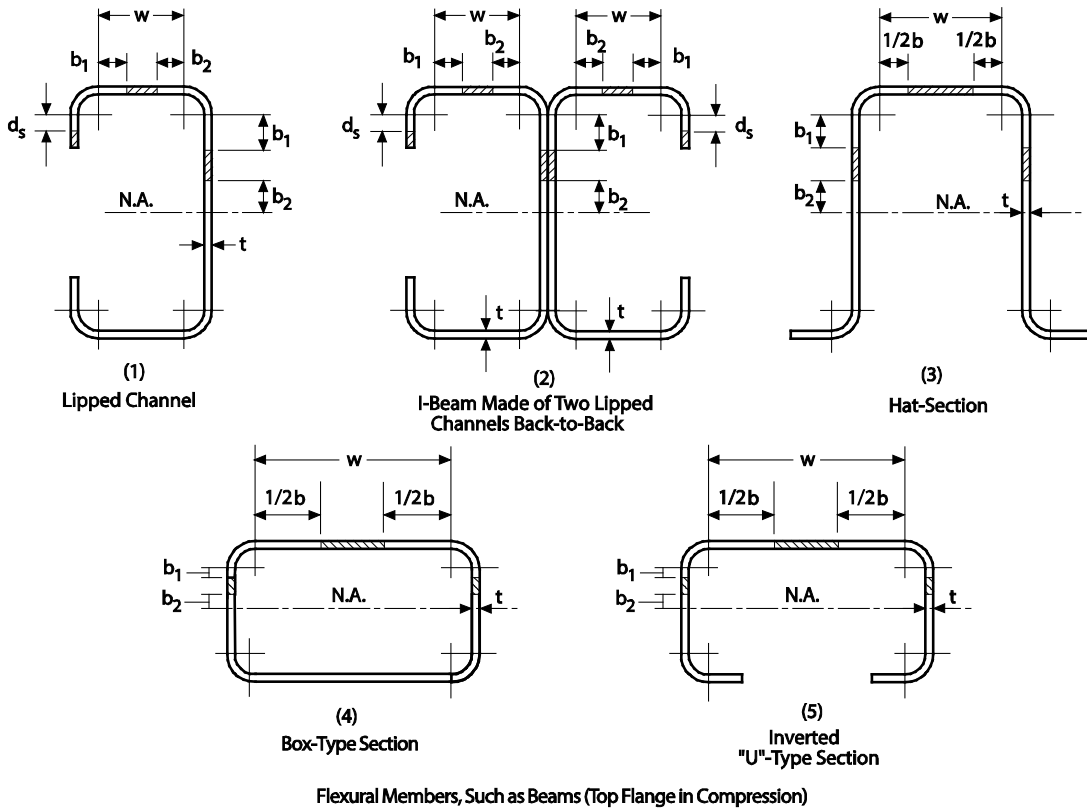 w
b1
b2
ds
b1
b2
N.A.
t
(1)
Lipped Channel
w
w
b1
b2
b2
b1
ds
ds
b1
b2
N.A.
N.A.
t
t
(2)
I-Beam Made of Two Lipped
Channels Back-to-Back
w
1/2b
1/2b
b1
b2
N.A.
t
(3)
Hat-Section
w
1/2b
1/2b
b1
b2
N.A.
t
(4)
Box-Type Section
w
1/2b
1/2b
b1
b2
N.A.
t
(5)
Inverted
"U"-Type Section
Flexural Members, Such as Beams (Top Flange in Compression)